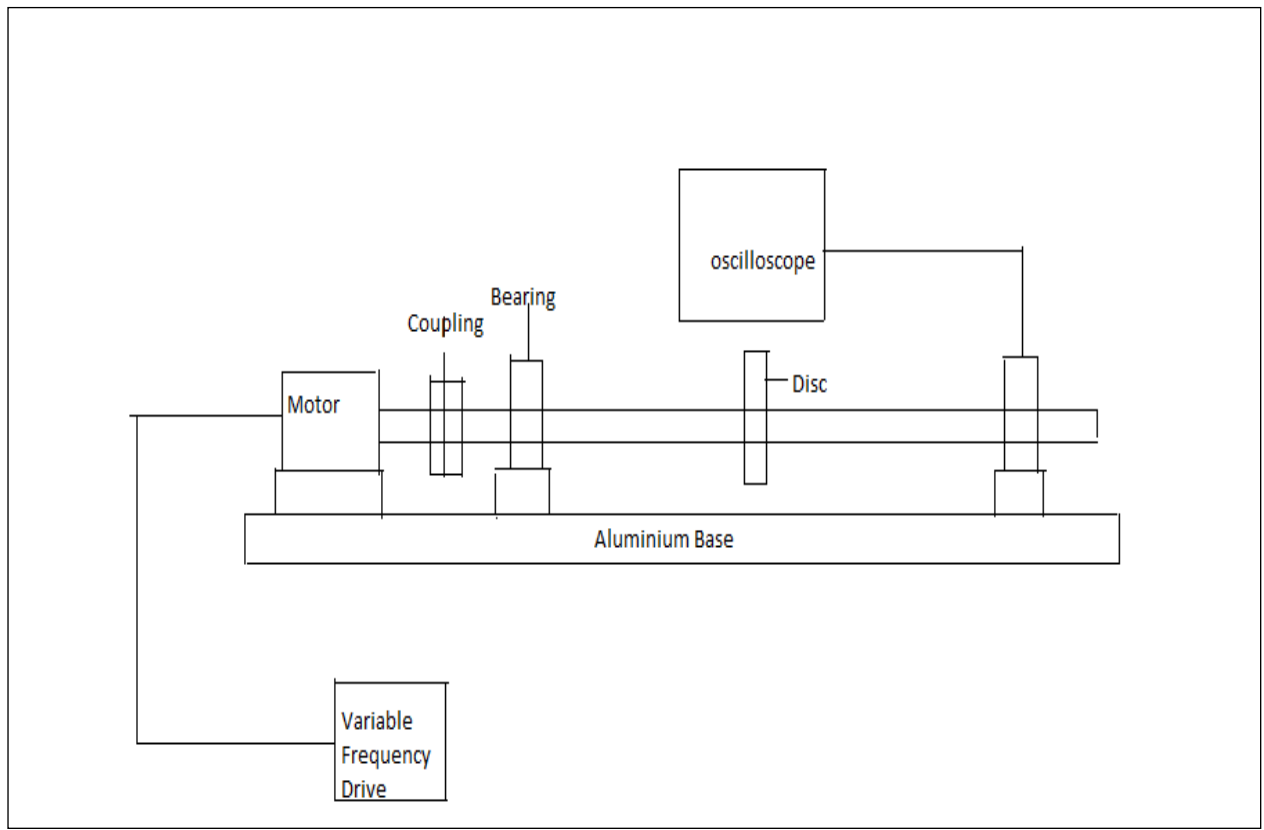 oscilloscope
Bearing
Coupling
Disc
Motor
Aluminium Base
Variable
Frequency
Drive